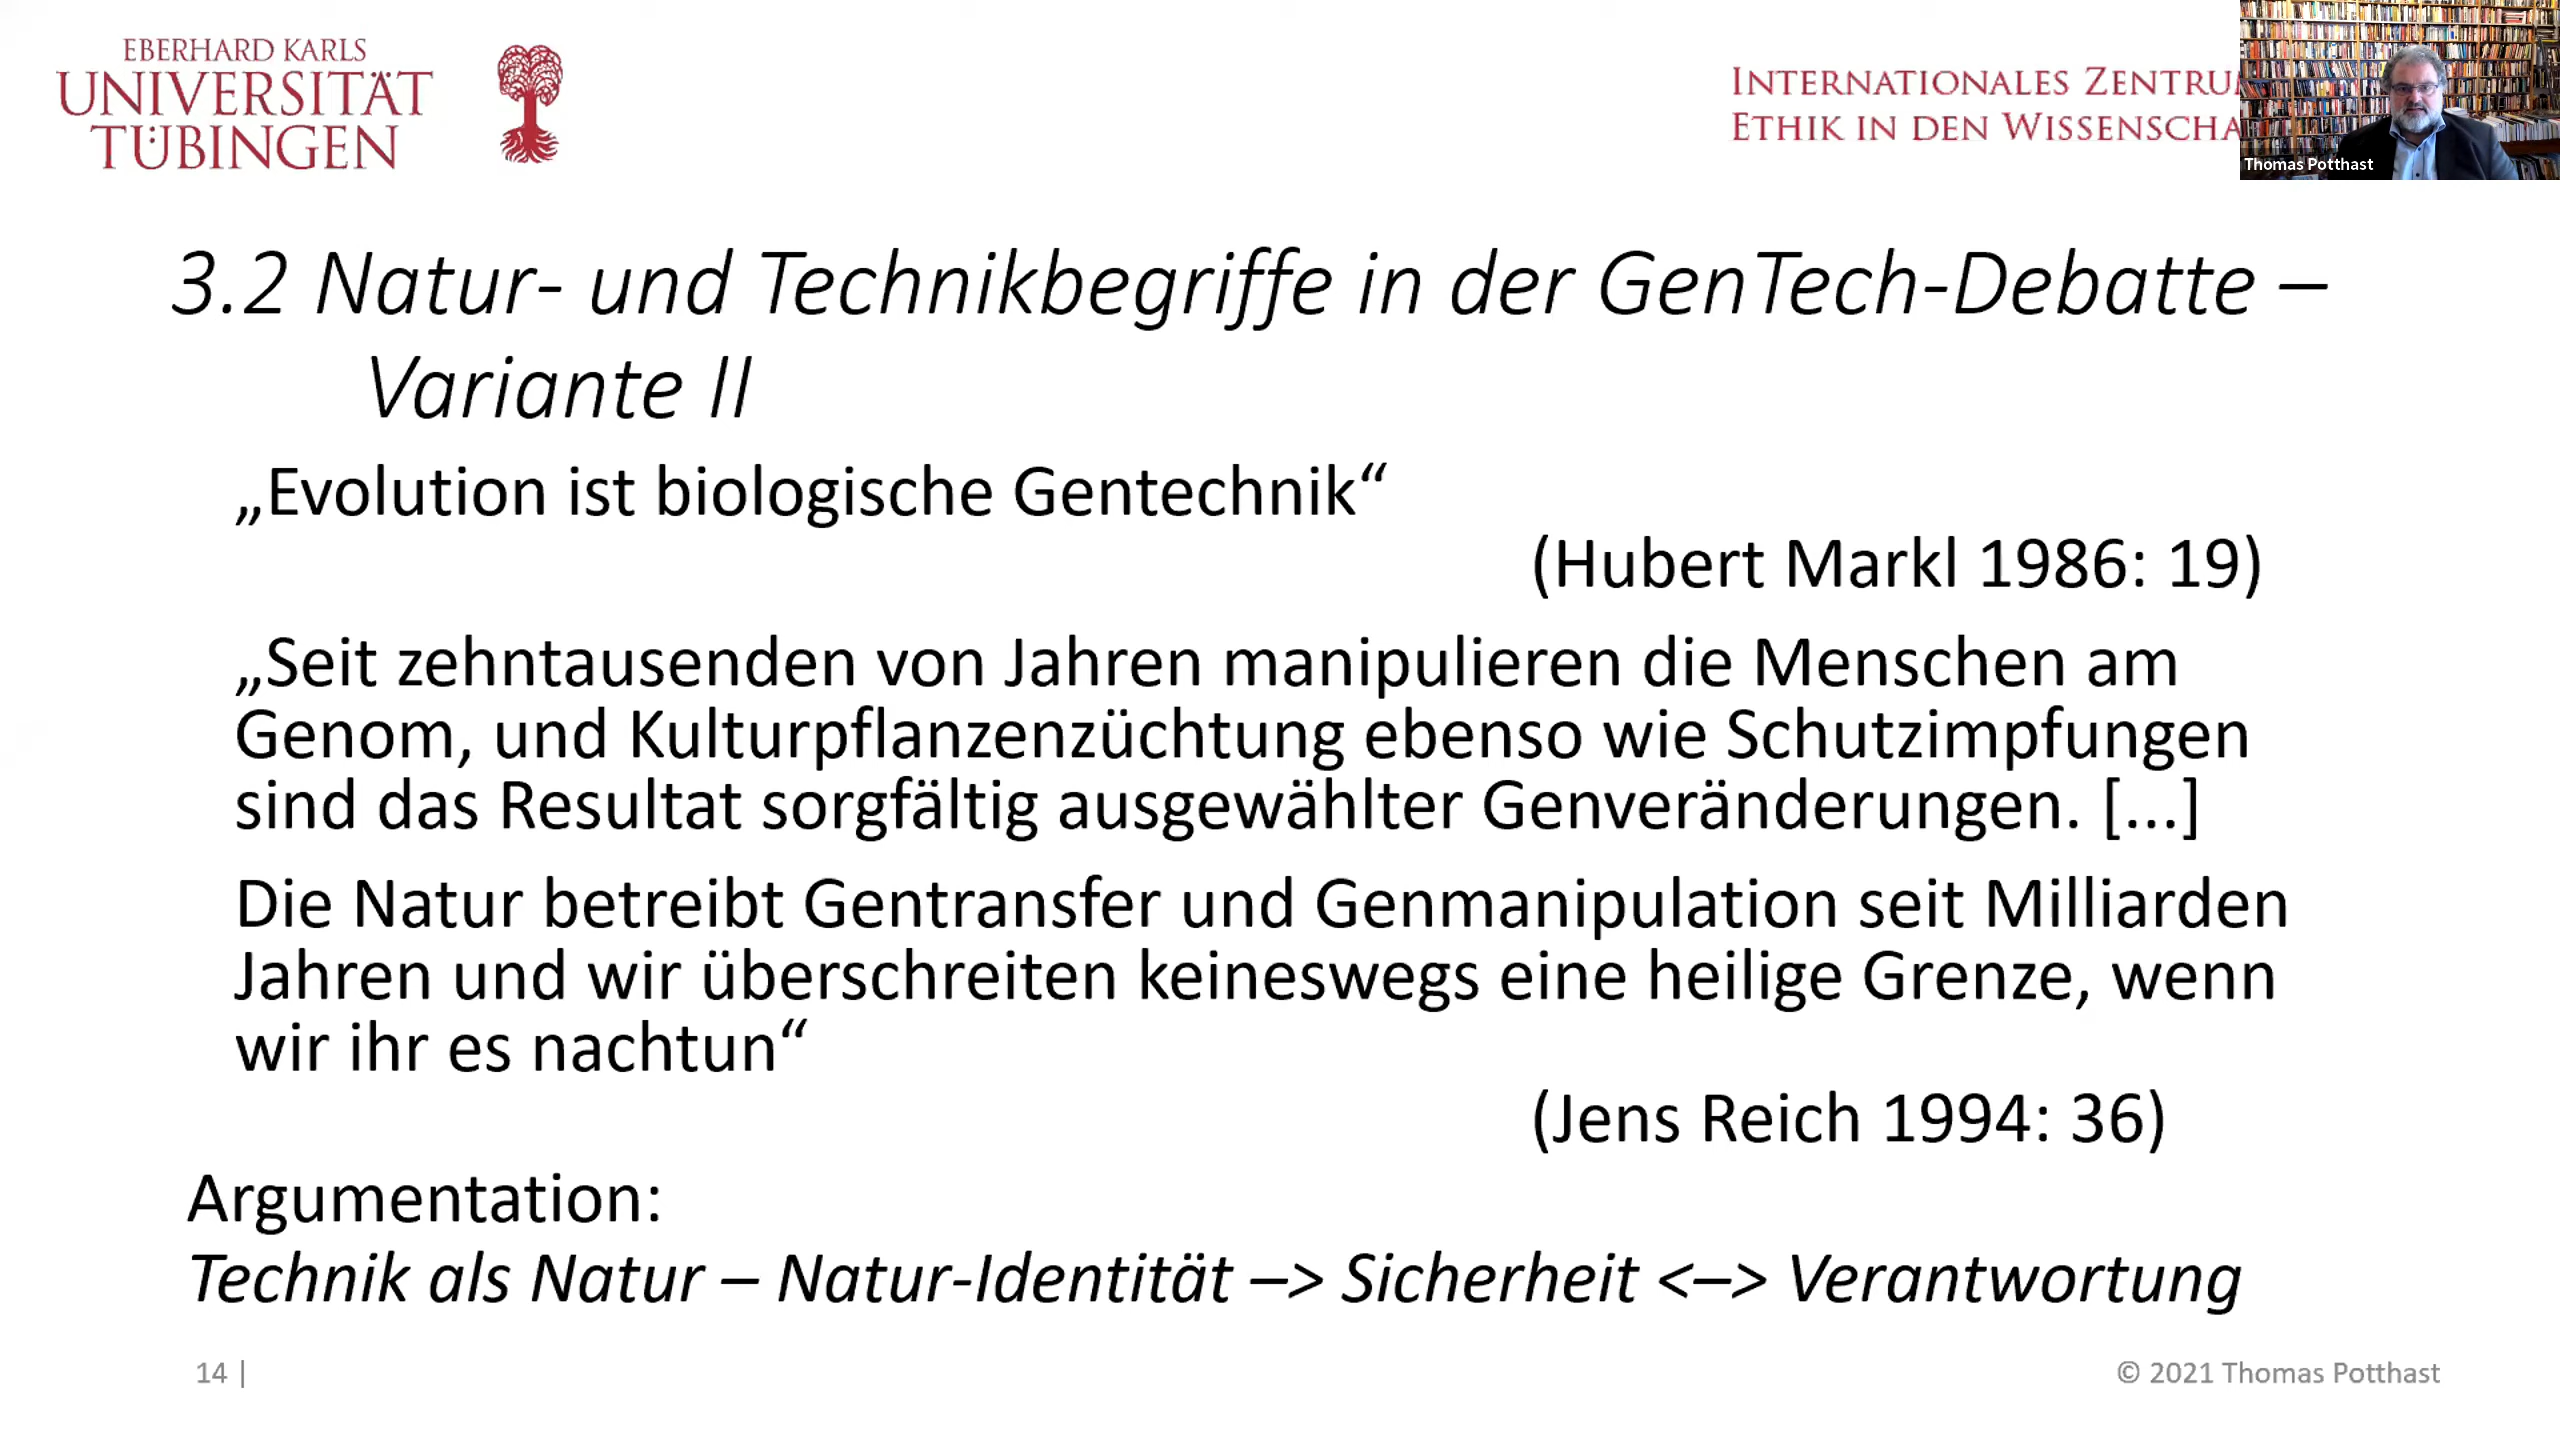 EBERHARD KARLS
UNIVERSITÄT
TÜBINGEN
INTERNATIONALES ZENTRU
ETHIK IN DEN WISSENSCHA
Thomas Potthast
3.2 Natur- und Technikbegriffe in der GenTech-Debatte –
Variante II
„Evolution ist biologische Gentechnik“
(Hubert Markl 1986: 19)
„Seit zehntausenden von Jahren manipulieren die Menschen am
Genom, und Kulturpflanzenzüchtung ebenso wie Schutzimpfungen
sind das Resultat sorgfältig ausgewählter Genveränderungen. [...]
Die Natur betreibt Gentransfer und Genmanipulation seit Milliarden
Jahren und wir überschreiten keineswegs eine heilige Grenze, wenn
wir ihr es nachtun“
(Jens Reich 1994: 36)
Argumentation:
Technik als Natur – Natur-Identität –> Sicherheit <–> Verantwortung
14 |
© 2021 Thomas Potthast